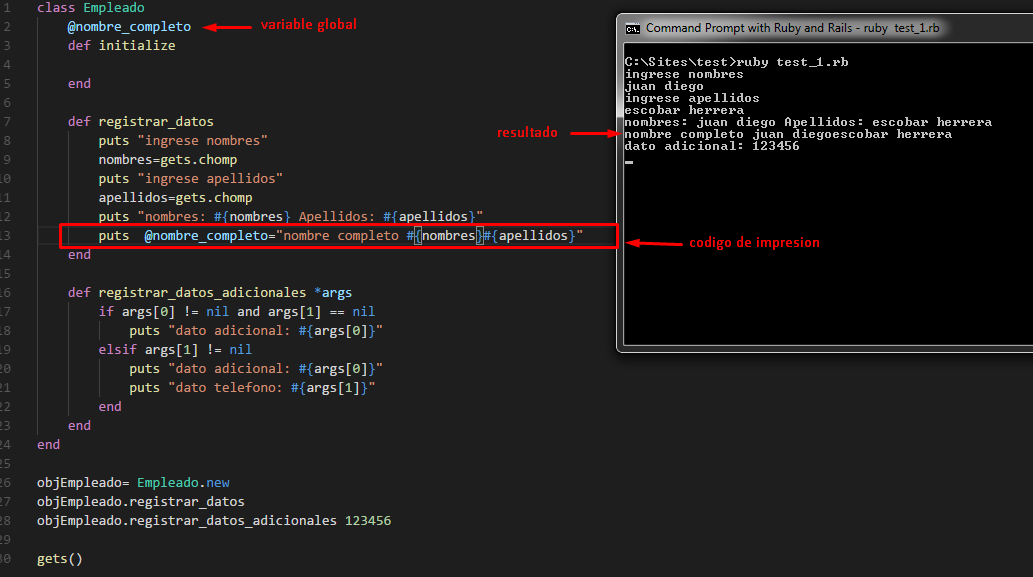 1 class Empleado
2 @nombre_completo
variable global
3 def initialize
4
5 end
6
7 def registrar_datos
8 puts "ingrese nombres"
9 nombres=gets.chomp
10 puts "ingrese apellidos"
11 apellidos=gets.chomp
12 puts "nombres: #{nombres} Apellidos: #{apellidos}"
13 puts  @nombre_completo="nombre completo #{nombres}#{apellidos}"
14 end
15
16 def registrar_datos_adicionales *args
17 if args[0] != nil and args[1] == nil
18 puts "dato adicional: #{args[0]}"
19 elsif args[1] != nil
20 puts "dato adicional: #{args[0]}"
21 puts "dato telefono: #{args[1]}"
22 end
23 end
24 end
25
26 objEmpleado= Empleado.new
27 objEmpleado.registrar_datos
28 objEmpleado.registrar_datos_adicionales 123456
29
30 gets()
C:\.
Command Prompt with Ruby and Rails - ruby  test_1.rb
C:\Sites\test>ruby test_1.rb
ingrese nombres
juan diego
ingrese apellidos
escobar herrera
nombres: juan diego Apellidos: escobar herrera
nombre completo juan diegoescobar herrera
dato adicional: 123456
resultado
codigo de impresion